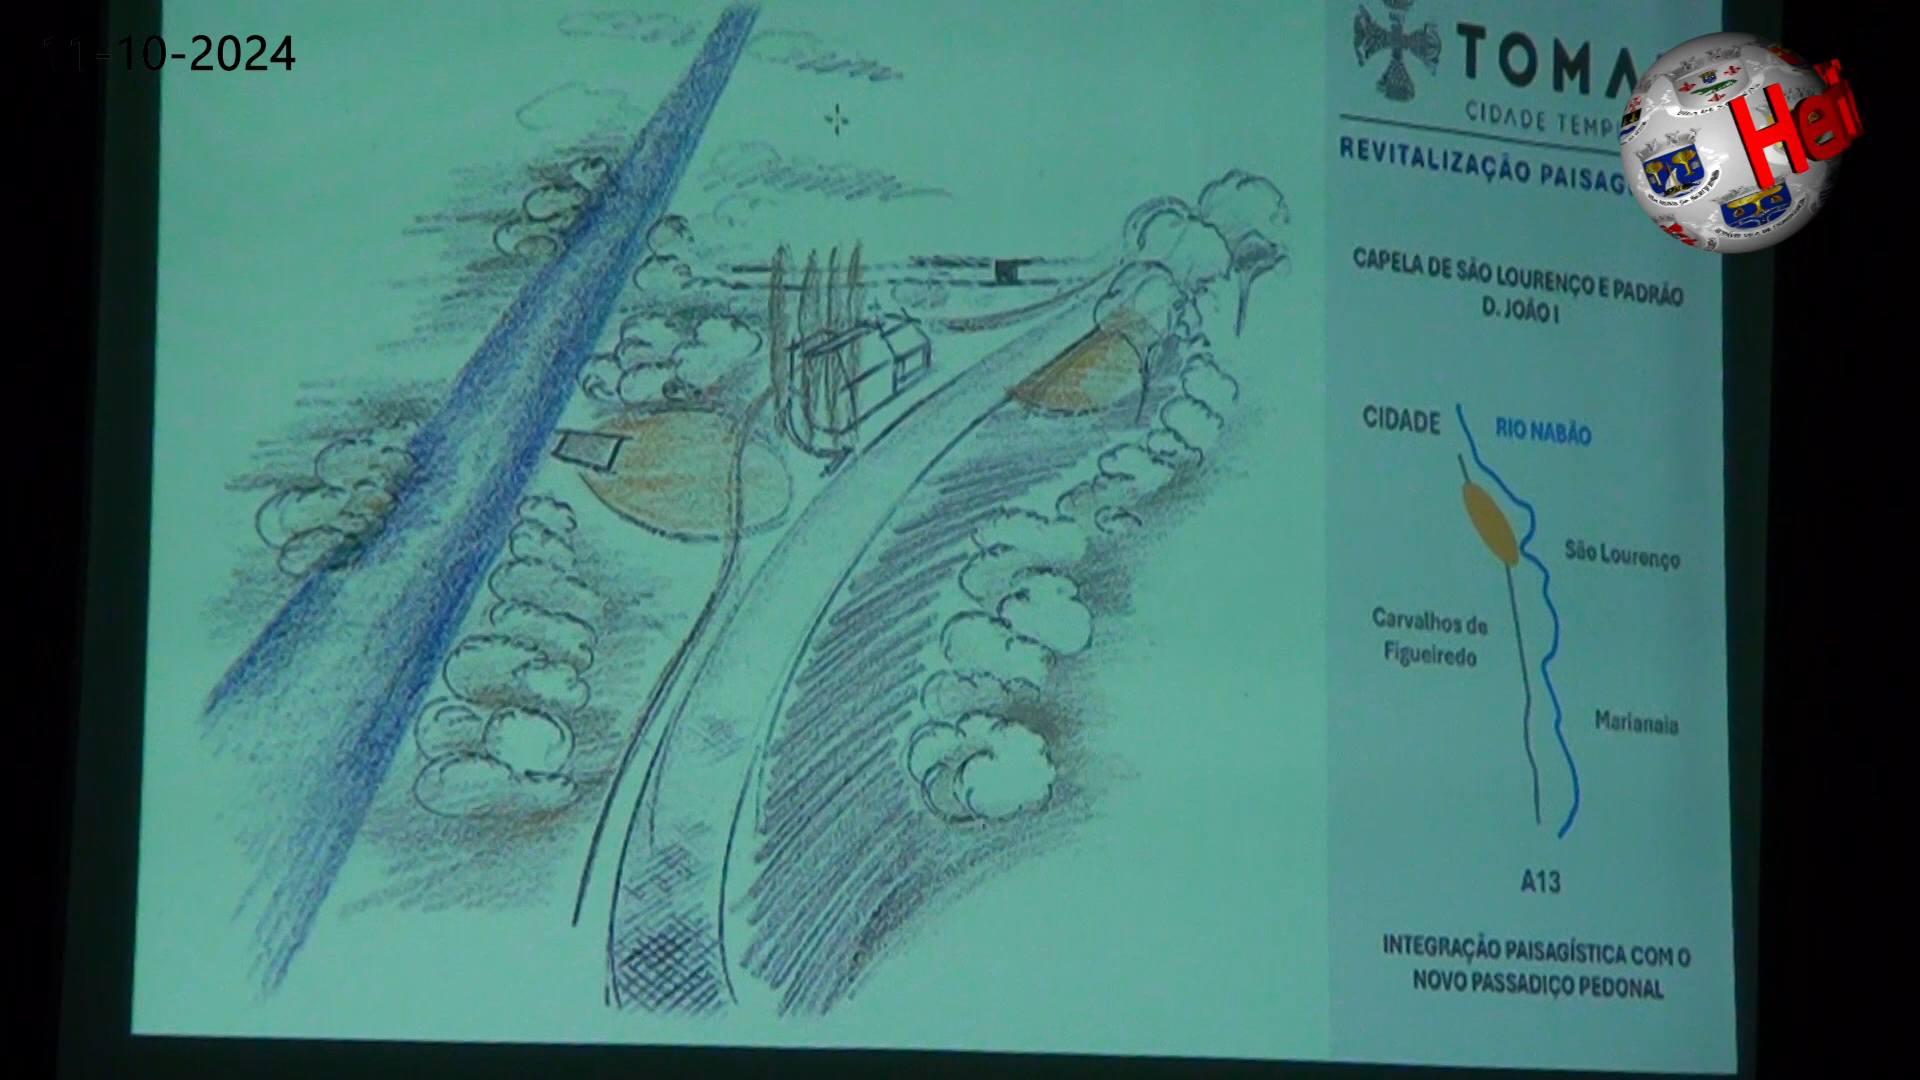 11-10-2024
TOMA
CIDADE TEMP
REVITALIZAÇÃO PAISAG
CAPELA DE SÃO LOURENÇO E PADRÃO
D. JOÃO I
CIDADE
RIO NABÃO
São Lourenço
Carvalhos de
Figueiredo
Marianaia
A13
INTEGRAÇÃO PAISAGÍSTICA COM O
NOVO PASSADIÇO PEDONAL